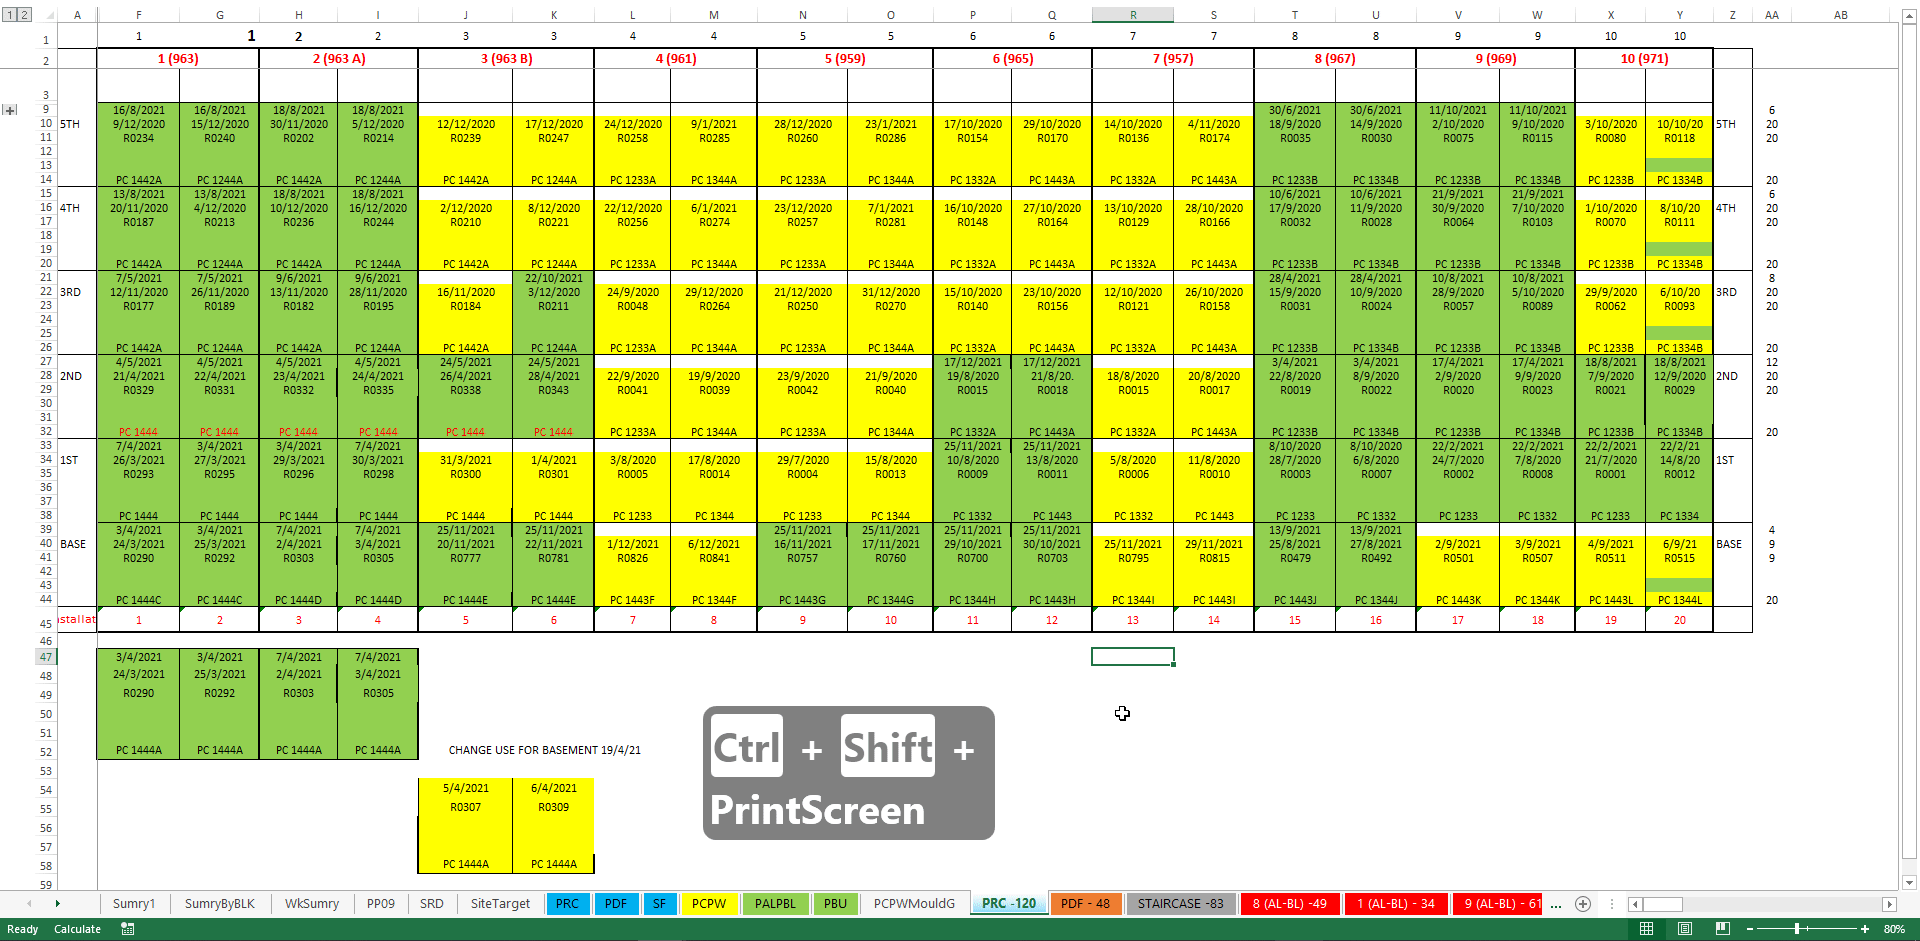 1 2 A F G H I J K L M N O P Q R S T U V W X Y Z AA AB
1 1 1 2 2 3 3 4 4 5 5 6 6 7 7 8 8 9 9 10 10
2 1 (963) 2 (963 A) 3 (963 B) 4 (961) 5 (959) 6 (965) 7 (957) 8 (967) 9 (969) 10 (971)
3
9 16/8/2021 16/8/2021 18/8/2021 18/8/2021 30/6/2021 30/6/2021 11/10/2021 11/10/2021 6
10 5TH 9/12/2020 15/12/2020 30/11/2020 5/12/2020 12/12/2020 17/12/2020 24/12/2020 9/1/2021 28/12/2020 23/1/2021 17/10/2020 29/10/2020 14/10/2020 4/11/2020 18/9/2020 14/9/2020 2/10/2020 9/10/2020 3/10/2020 10/10/20 5TH 20
11 R0234 R0240 R0202 R0214 R0239 R0247 R0258 R0285 R0260 R0286 R0154 R0170 R0136 R0174 R0035 R0030 R0075 R0115 R0080 R0118 20
12
13
14 PC 1442A PC 1244A PC 1442A PC 1244A PC 1442A PC 1244A PC 1233A PC 1344A PC 1233A PC 1344A PC 1332A PC 1443A PC 1332A PC 1443A PC 1233B PC 1334B PC 1233B PC 1334B PC 1233B PC 1334B 20
15 13/8/2021 13/8/2021 18/8/2021 18/8/2021 10/6/2021 10/6/2021 21/9/2021 21/9/2021 6
16 4TH 20/11/2020 4/12/2020 10/12/2020 16/12/2020 2/12/2020 8/12/2020 22/12/2020 6/1/2021 23/12/2020 7/1/2021 16/10/2020 27/10/2020 13/10/2020 28/10/2020 17/9/2020 11/9/2020 30/9/2020 7/10/2020 1/10/2020 8/10/20 4TH 20
17 R0187 R0213 R0236 R0244 R0210 R0221 R0256 R0274 R0257 R0281 R0148 R0164 R0129 R0166 R0032 R0028 R0064 R0103 R0070 R0111 20
18
19
20 PC 1442A PC 1244A PC 1442A PC 1244A PC 1442A PC 1244A PC 1233A PC 1344A PC 1233A PC 1344A PC 1332A PC 1443A PC 1332A PC 1443A PC 1233B PC 1334B PC 1233B PC 1334B PC 1233B PC 1334B 20
21 7/5/2021 7/5/2021 9/6/2021 9/6/2021 22/10/2021 28/4/2021 28/4/2021 10/8/2021 10/8/2021 8
22 3RD 12/11/2020 26/11/2020 13/11/2020 28/11/2020 16/11/2020 3/12/2020 24/9/2020 29/12/2020 21/12/2020 31/12/2020 15/10/2020 23/10/2020 12/10/2020 26/10/2020 15/9/2020 10/9/2020 28/9/2020 5/10/2020 29/9/2020 6/10/20 3RD 20
23 R0177 R0189 R0182 R0195 R0184 R0211 R0048 R0264 R0250 R0270 R0140 R0156 R0121 R0158 R0031 R0024 R0057 R0089 R0062 R0093 20
24
25
26 PC 1442A PC 1244A PC 1442A PC 1244A PC 1442A PC 1244A PC 1233A PC 1344A PC 1233A PC 1344A PC 1332A PC 1443A PC 1332A PC 1443A PC 1233B PC 1334B PC 1233B PC 1334B PC 1233B PC 1334B 20
27 4/5/2021 4/5/2021 4/5/2021 4/5/2021 24/5/2021 24/5/2021 17/12/2021 17/12/2021 3/4/2021 3/4/2021 17/4/2021 17/4/2021 18/8/2021 18/8/2021 12
28 2ND 21/4/2021 22/4/2021 23/4/2021 24/4/2021 26/4/2021 28/4/2021 22/9/2020 19/9/2020 23/9/2020 21/9/2020 19/8/2020 21/8/20. 18/8/2020 20/8/2020 22/8/2020 8/9/2020 2/9/2020 9/9/2020 7/9/2020 12/9/2020 2ND 20
29 R0329 R0331 R0332 R0335 R0338 R0343 R0041 R0039 R0042 R0040 R0015 R0018 R0015 R0017 R0019 R0022 R0020 R0023 R0021 R0029 20
30
31
32 PC 1444 PC 1444 PC 1444 PC 1444 PC 1444 PC 1444 PC 1233A PC 1344A PC 1233A PC 1344A PC 1332A PC 1443A PC 1332A PC 1443A PC 1233B PC 1334B PC 1233B PC 1334B PC 1233B PC 1334B 20
33 7/4/2021 3/4/2021 3/4/2021 7/4/2021 25/11/2021 25/11/2021 8/10/2020 8/10/2020 22/2/2021 22/2/2021 22/2/2021 22/2/21
34 1ST 26/3/2021 27/3/2021 29/3/2021 30/3/2021 31/3/2021 1/4/2021 3/8/2020 17/8/2020 29/7/2020 15/8/2020 10/8/2020 13/8/2020 5/8/2020 11/8/2020 28/7/2020 6/8/2020 24/7/2020 7/8/2020 21/7/2020 14/8/20 1ST
35 R0293 R0295 R0296 R0298 R0300 R0301 R0005 R0014 R0004 R0013 R0009 R0011 R0006 R0010 R0003 R0007 R0002 R0008 R0001 R0012
36
37
38 PC 1444 PC 1444 PC 1444 PC 1444 PC 1444 PC 1444 PC 1233 PC 1344 PC 1233 PC 1344 PC 1332 PC 1443 PC 1332 PC 1443 PC 1233 PC 1332 PC 1233 PC 1332 PC 1233 PC 1334
39 3/4/2021 3/4/2021 7/4/2021 7/4/2021 25/11/2021 25/11/2021 25/11/2021 25/11/2021 25/11/2021 25/11/2021 13/9/2021 13/9/2021 4
40 BASE 24/3/2021 25/3/2021 2/4/2021 3/4/2021 20/11/2021 22/11/2021 1/12/2021 6/12/2021 16/11/2021 17/11/2021 29/10/2021 30/10/2021 25/11/2021 29/11/2021 25/8/2021 27/8/2021 2/9/2021 3/9/2021 4/9/2021 6/9/21 BASE 9
41 R0290 R0292 R0303 R0305 R0777 R0781 R0826 R0841 R0757 R0760 R0700 R0703 R0795 R0815 R0479 R0492 R0501 R0507 R0511 R0515 9
42
43
44 PC 1444C PC 1444C PC 1444D PC 1444D PC 1444E PC 1444E PC 1443F PC 1344F PC 1443G PC 1344G PC 1344H PC 1443H PC 1344I PC 1443I PC 1443J PC 1344J PC 1443K PC 1344K PC 1443L PC 1344L 20
45 stallat 1 2 3 4 5 6 7 8 9 10 11 12 13 14 15 16 17 18 19 20
46
47 3/4/2021 3/4/2021 7/4/2021 7/4/2021
48 24/3/2021 25/3/2021 2/4/2021 3/4/2021
49 R0290 R0292 R0303 R0305
50
51
52 PC 1444A PC 1444A PC 1444A PC 1444A CHANGE USE FOR BASEMENT 19/4/21
53
54 5/4/2021 6/4/2021
55 R0307 R0309
56
57
58 PC 1444A PC 1444A
59
Ctrl + Shift +
PrintScreen
Sumry1 SumryByBLK WkSumry PP09 SRD SiteTarget PRC PDF SF PCPW PALPBL PBU PCPWMouldG PRC -120 PDF - 48 STAIRCASE -83 8 (AL-BL) -49 1 (AL-BL) - 34 9 (AL-BL) - 61 ...
Ready Calculate 80%